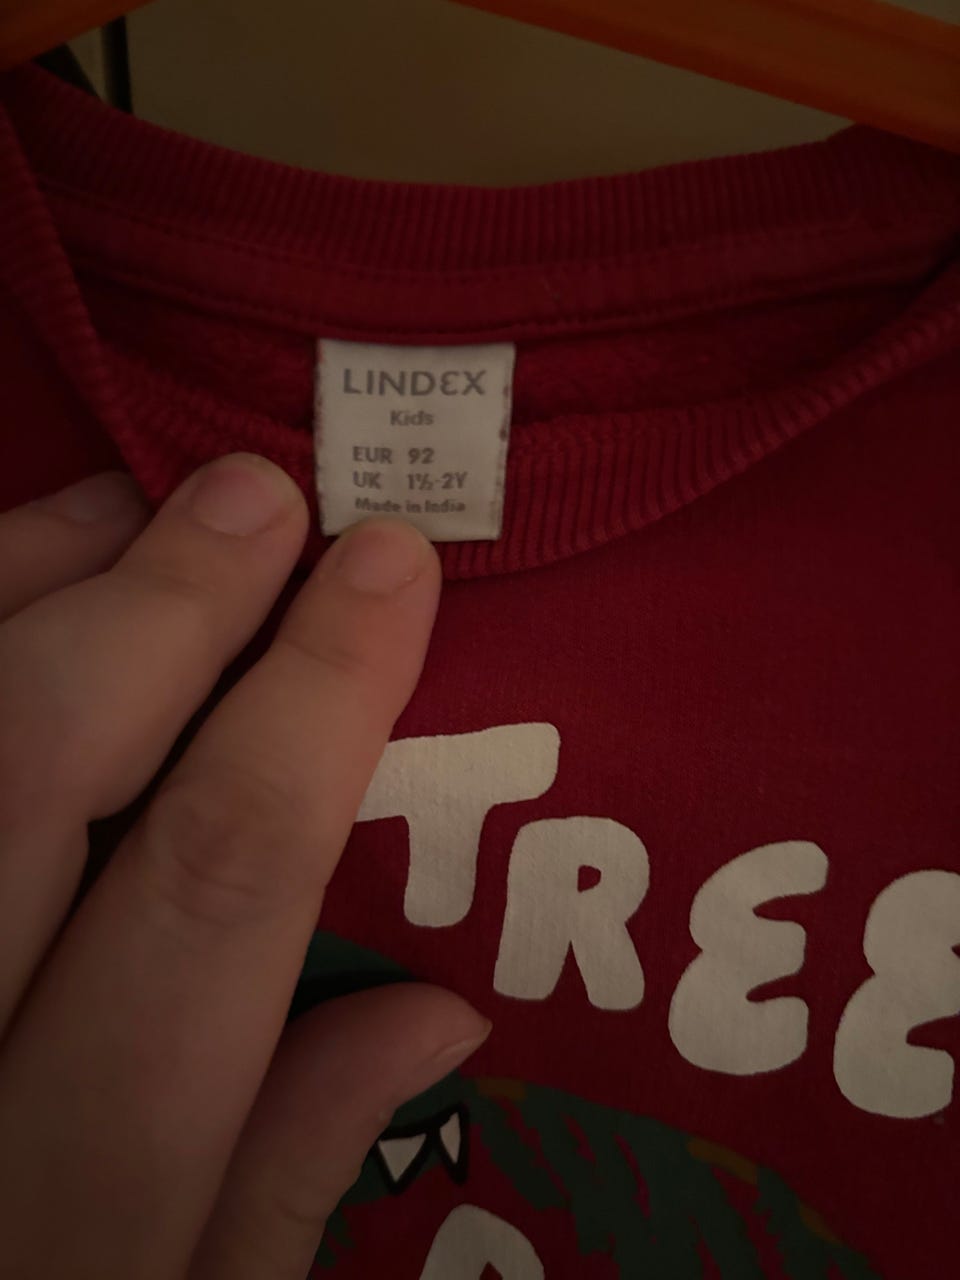 LINDEX
Kids
EUR 92
UK 1½-2Y
Made in India
TREE